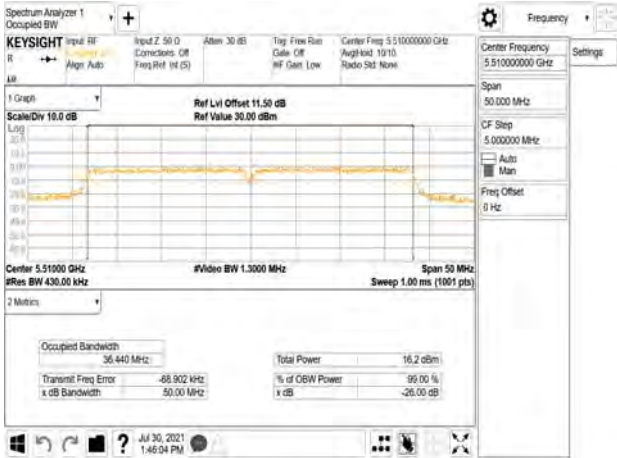 Spectrum Analyzer 1
Occupied BW
Frequency
KEYSIGHT Input: RF
Input Z: 50 Ω
Atten: 30 dB
Trig: Free Run
Center Freq: 5.510000000 GHz
R
Corrections: Off
Gate: Off
Avg|Hold: 10/10
Align: Auto
Freq Ref: Int (S)
#IF Gain: Low
Radio Std: None
Center Frequency
5.510000000 GHz
Settings
Span
50.000 MHz
CF Step
5.000000 MHz
Auto
Man
Freq Offset
0 Hz
1 Graph
Ref Lvl Offset 11.50 dB
Scale/Div 10.0 dB
Ref Value 30.00 dBm
Log
Center 5.51000 GHz
#Video BW 1.3000 MHz
Span 50 MHz
#Res BW 430.00 kHz
Sweep 1.00 ms (1001 pts)
2 Metrics
Occupied Bandwidth
36.440 MHz
Total Power
16.2 dBm
Transmit Freq Error
-68.902 kHz
% of OBW Power
99.00 %
x dB Bandwidth
50.00 MHz
x dB
-26.00 dB
?
Jul 30, 2021
1:46:04 PM